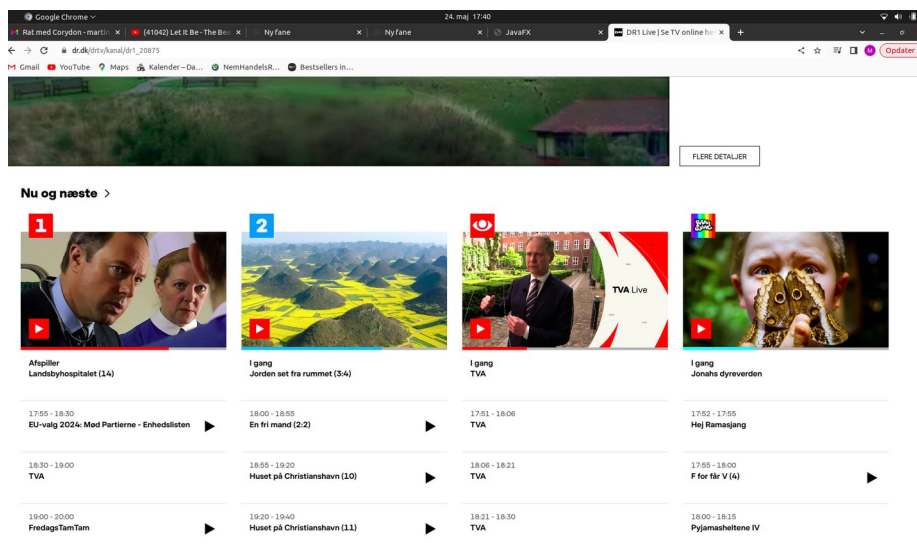 Google Chrome
24. maj 17:40
Rat med Corydon - martin
(41042) Let It Be - The Bea
Ny fane
Ny fane
JavaFX
DR1 Live | Se TV online he
dr.dk/drtv/kanal/dr1_20875
Opdater
Gmail
YouTube
Maps
Kalender – Da...
NemHandelsR...
Bestsellers in...
FLERE DETALJER
Nu og næste >
1
2
TVA Live
Afspiller
Landsbyhospitalet (14)
I gang
Jorden set fra rummet (3:4)
I gang
TVA
I gang
Jonahs dyreverden
17:55 - 18:30
EU-valg 2024: Mød Partierne - Enhedslisten
18:00 - 18:55
En fri mand (2:2)
17:51 - 18:06
TVA
17:52 - 17:55
Hej Ramasjang
18:30 - 19:00
TVA
18:55 - 19:20
Huset på Christianshavn (10)
18:06 - 18:21
TVA
17:55 - 18:00
F for får V (4)
19:00 - 20:00
FredagsTamTam
19:20 - 19:40
Huset på Christianshavn (11)
18:21 - 18:30
TVA
18:00 - 18:15
Pyjamasheltene IV